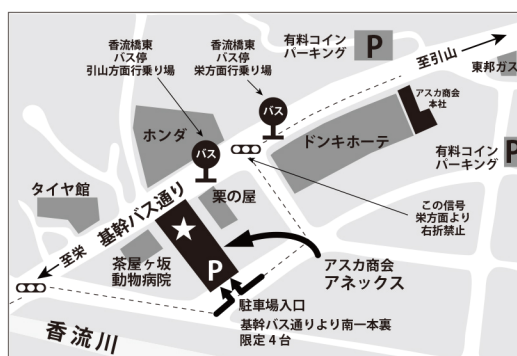 香流橋東
バス停
引山方面行乗り場
香流橋東
バス停
栄方面行乗り場
有料コイン
パーキング
P
至引山
東邦ガス
アスカ商会
本社
バス
ホンダ
バス
ドンキホーテ
有料コイン
パーキング
P
タイヤ館
基幹バス通り
栗の屋
この信号
栄方面より
右折禁止
至栄
茶屋ヶ坂
動物病院
P
アスカ商会
アネックス
駐車場入口
基幹バス通りより南一本裏
限定4台
香流川